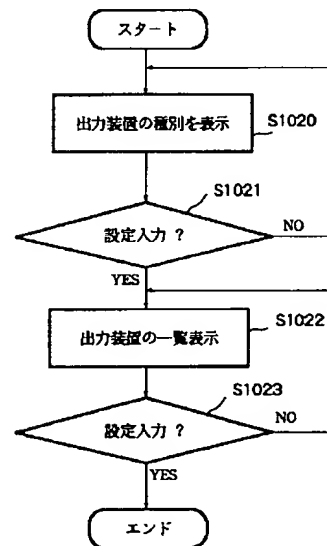 スタート
出力装置の種別を表示
S1020
S1021
設定入力 ?
NO
YES
出力装置の一覧表示
S1022
S1023
設定入力 ?
NO
YES
エンド